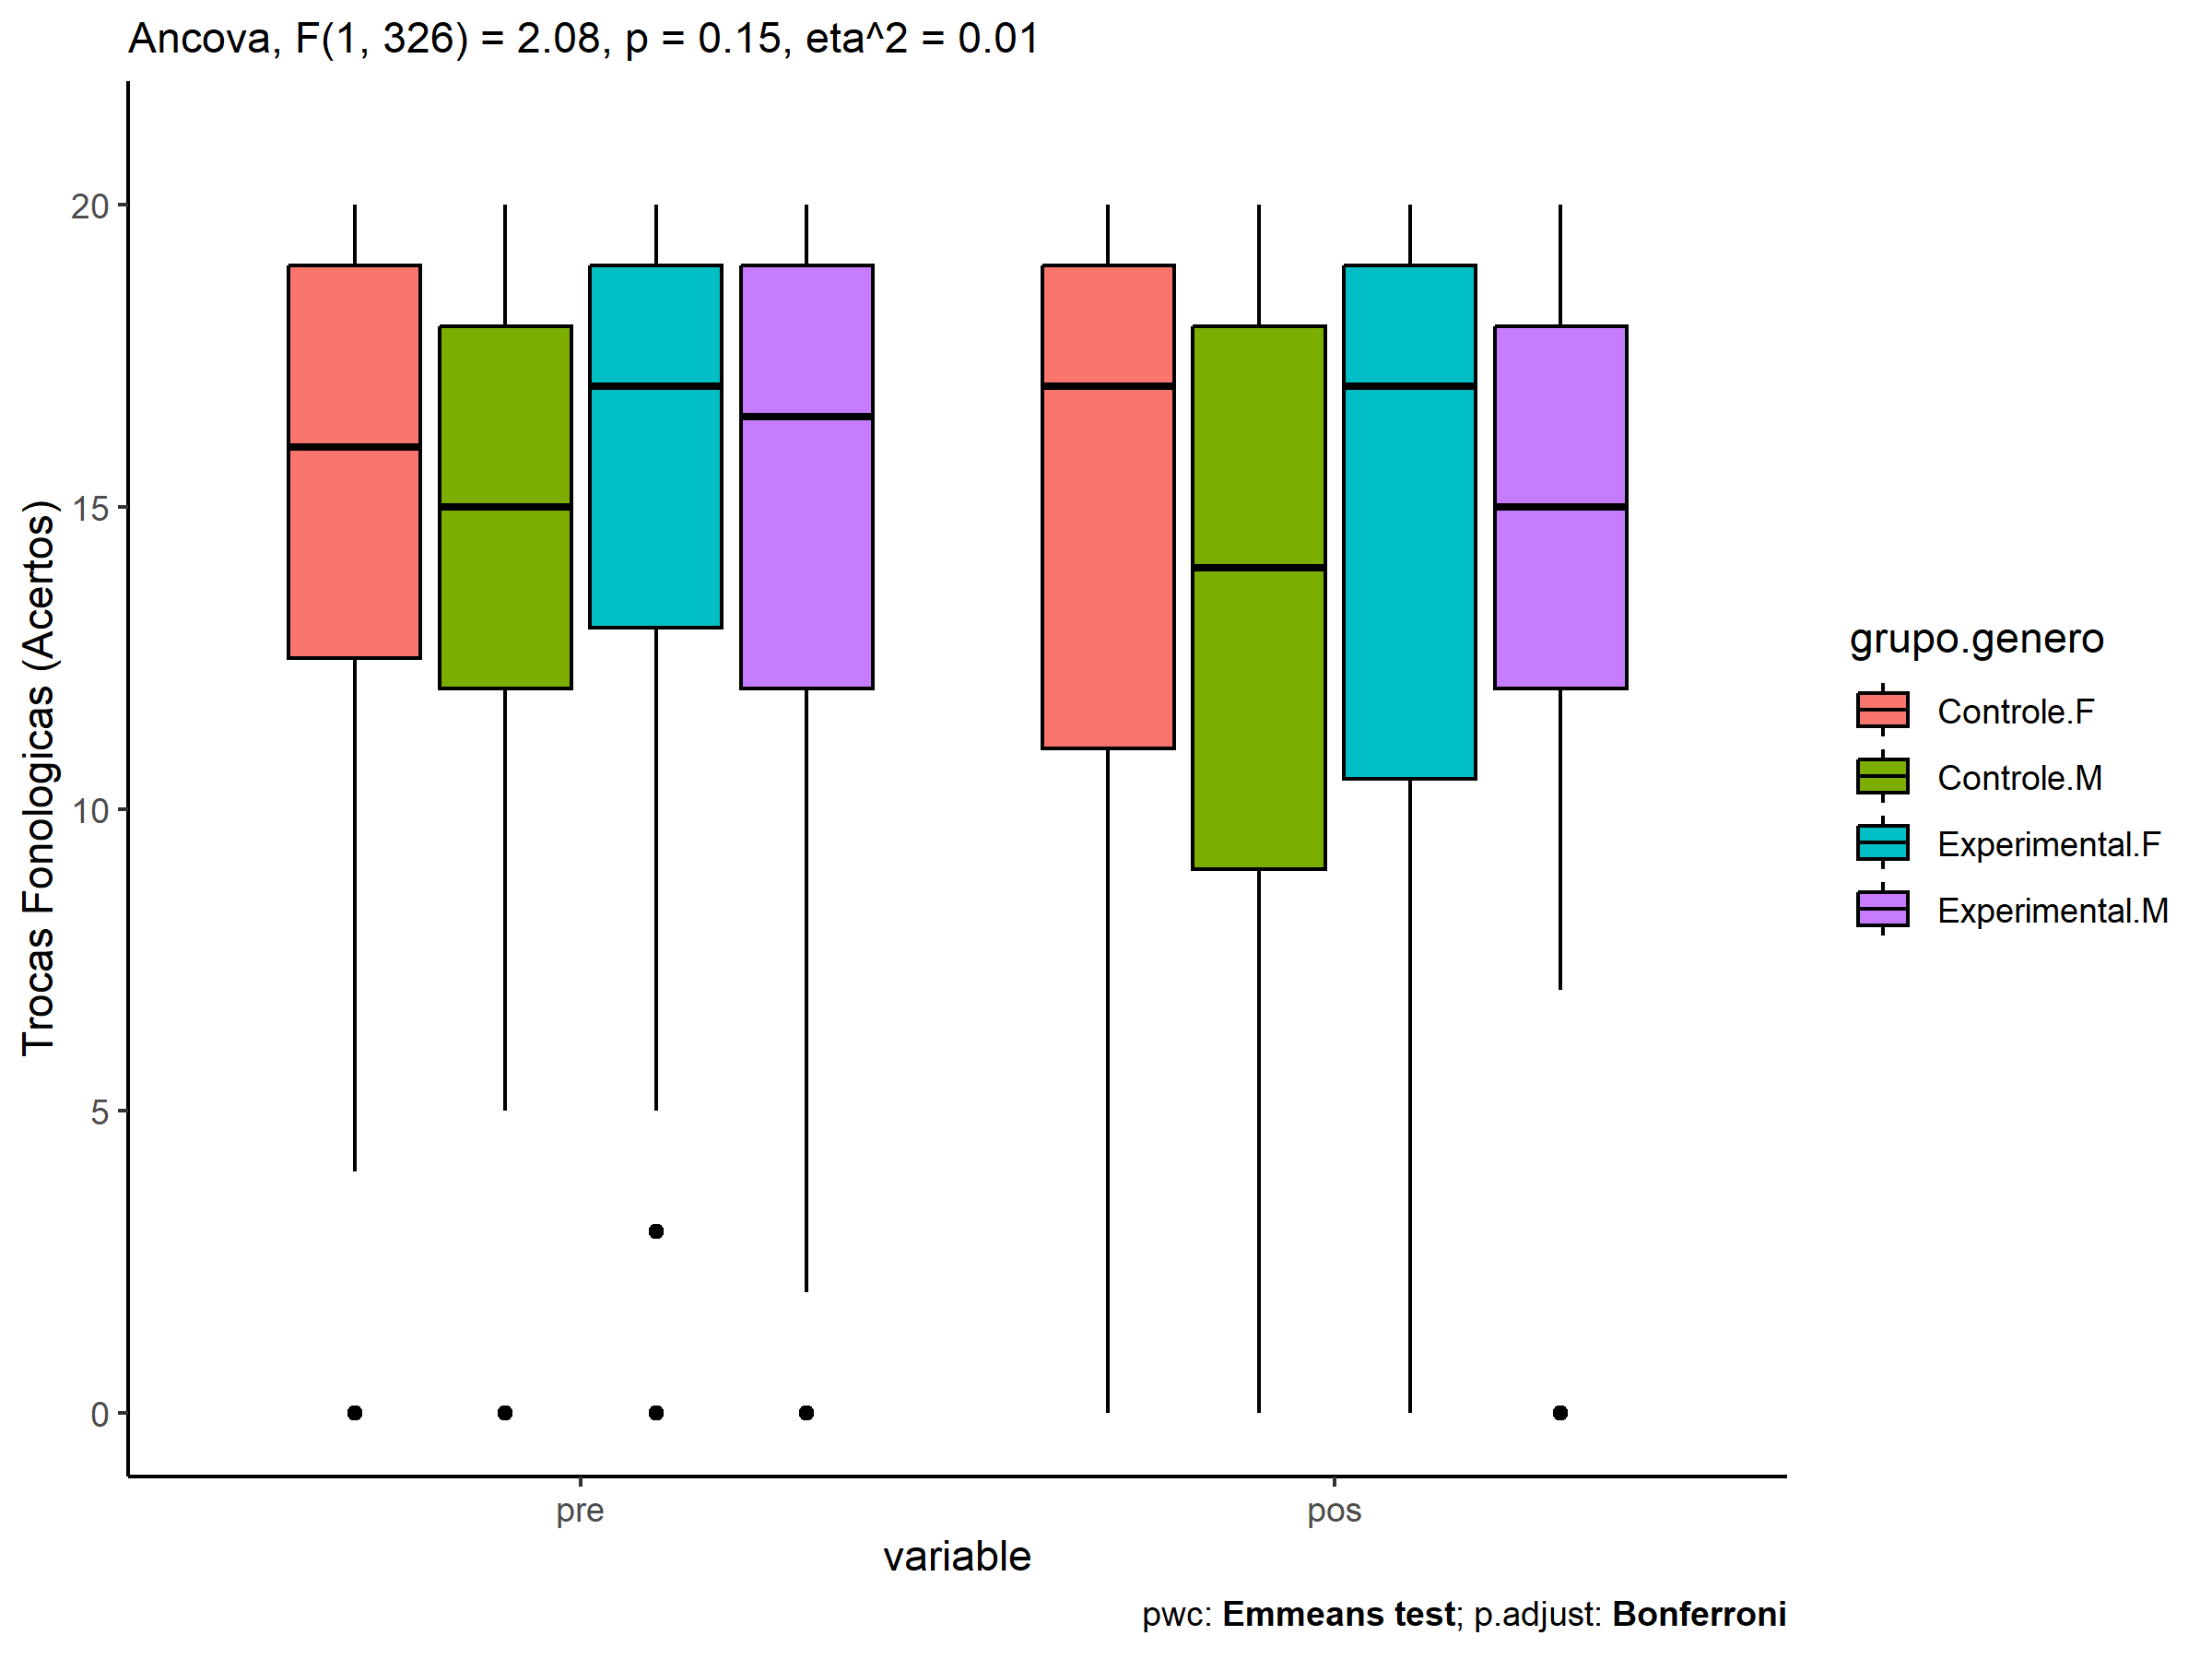 Ancova, F(1, 326) = 2.08, p = 0.15, eta^2 = 0.01
Trocas Fonologicas (Acertos)
20
15
10
5
0
pre
pos
variable
grupo.genero
Controle.F
Controle.M
Experimental.F
Experimental.M
pwc: Emmeans test; p.adjust: Bonferroni